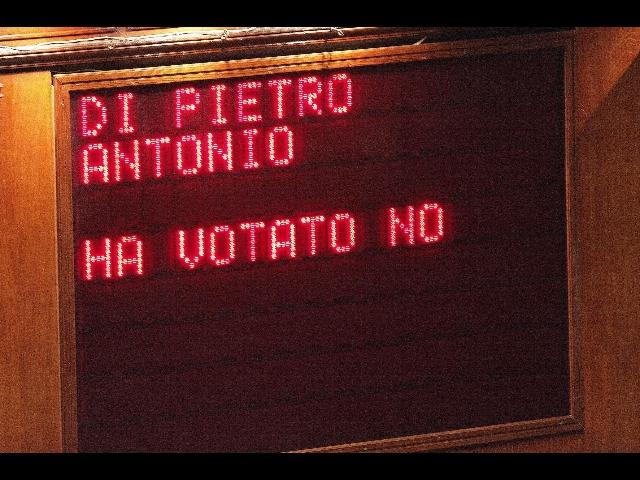 DI PIETRO
ANTONIO
HA VOTATO NO